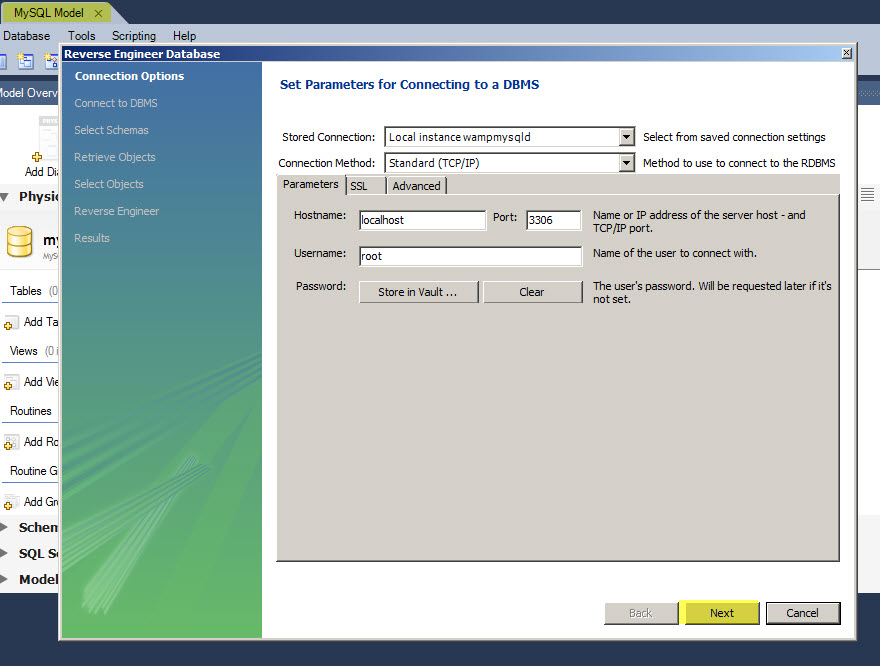 MySQL Model ×
Database Tools Scripting Help
Reverse Engineer Database
Model Overv
Add Dia
Physic
my
MyS
Tables (0
Add Ta
Views (0 i
Add Vie
Routines
Add Ro
Routine G
Add Gr
Schem
SQL S
Model
Connection Options
Connect to DBMS
Select Schemas
Retrieve Objects
Select Objects
Reverse Engineer
Results
Set Parameters for Connecting to a DBMS
Stored Connection: Local instance wampmysqld Select from saved connection settings
Connection Method: Standard (TCP/IP) Method to use to connect to the RDBMS
Parameters SSL Advanced
Hostname: localhost Port: 3306 Name or IP address of the server host - and
TCP/IP port.
Username: root Name of the user to connect with.
Password: Store in Vault ... Clear The user's password. Will be requested later if it's
not set.
Back Next Cancel